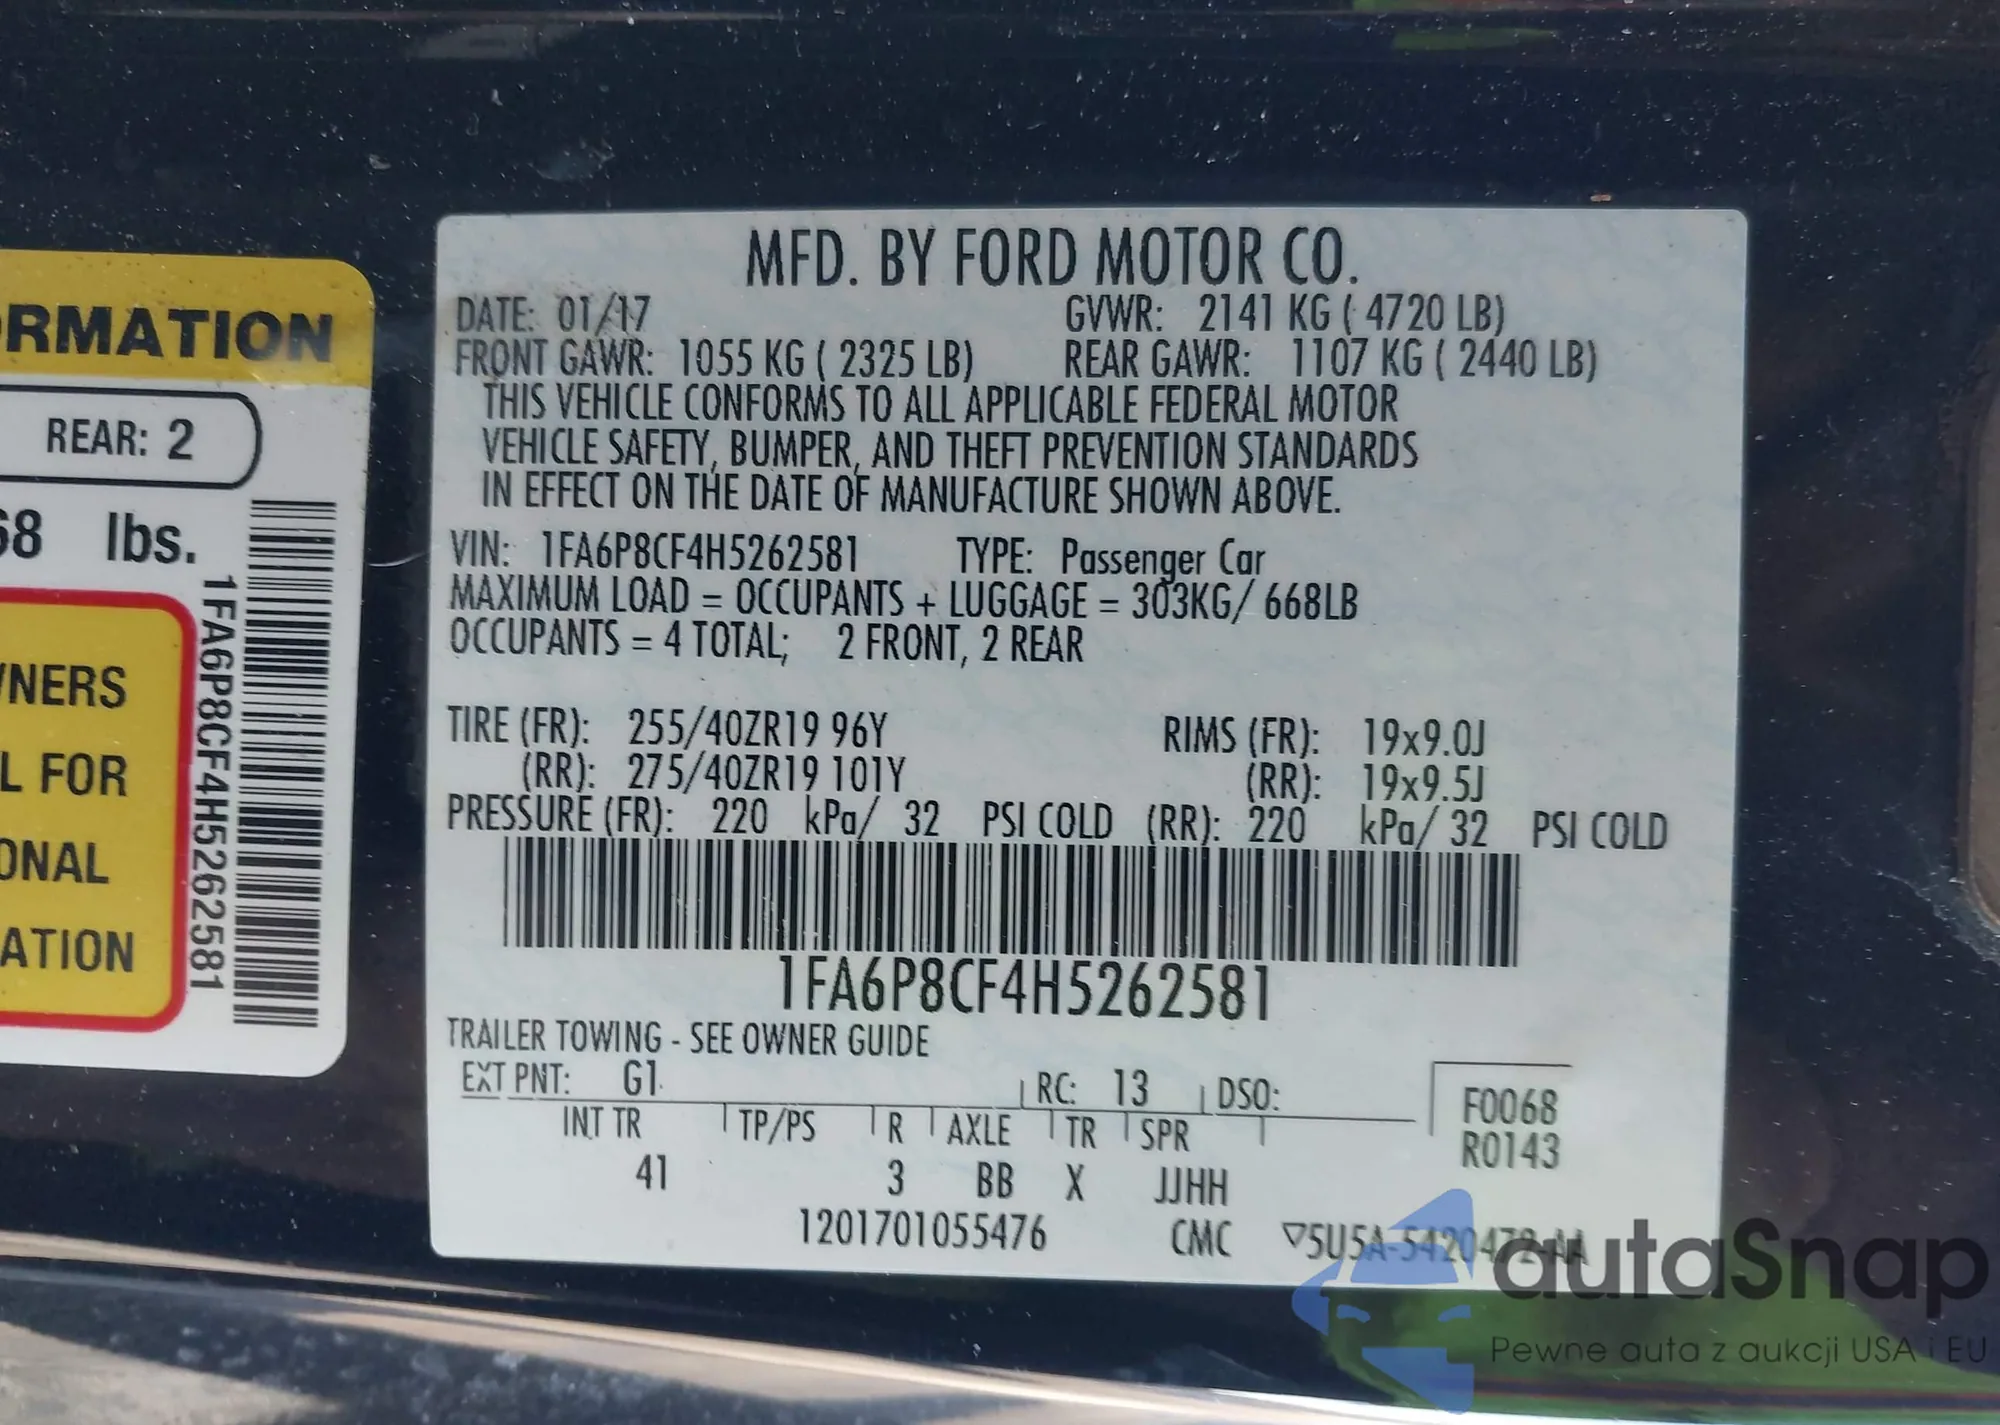 RMATION
REAR: 2
68 lbs.
NERS
L FOR
ONAL
ATION
1FA6P8CF4H5262581
MFD. BY FORD MOTOR CO.
DATE: 01/17 GVWR: 2141 KG ( 4720 LB)
FRONT GAWR: 1055 KG ( 2325 LB) REAR GAWR: 1107 KG ( 2440 LB)
THIS VEHICLE CONFORMS TO ALL APPLICABLE FEDERAL MOTOR
VEHICLE SAFETY, BUMPER, AND THEFT PREVENTION STANDARDS
IN EFFECT ON THE DATE OF MANUFACTURE SHOWN ABOVE.
VIN: 1FA6P8CF4H5262581 TYPE: Passenger Car
MAXIMUM LOAD = OCCUPANTS + LUGGAGE = 303KG/ 668LB
OCCUPANTS = 4 TOTAL; 2 FRONT, 2 REAR
TIRE (FR): 255/40ZR19 96Y RIMS (FR): 19x9.0J
(RR): 275/40ZR19 101Y (RR): 19x9.5J
PRESSURE (FR): 220 kPa/ 32 PSI COLD (RR): 220 kPa/ 32 PSI COLD
1FA6P8CF4H5262581
TRAILER TOWING - SEE OWNER GUIDE
EXT PNT: G1 RC: 13 DSO: F0068
INT TR TP/PS R AXLE TR SPR R0143
41 3 BB X JJHH
1201701055476 CMC ▽5U5A-5420472-AA
autaSnap
Pewne auta z aukcji USA i EU